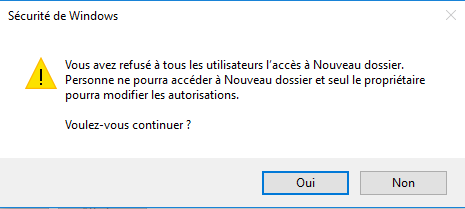 Sécurité de Windows
Vous avez refusé à tous les utilisateurs l'accès à Nouveau dossier.
Personne ne pourra accéder à Nouveau dossier et seul le propriétaire
pourra modifier les autorisations.
Voulez-vous continuer ?
Oui
Non